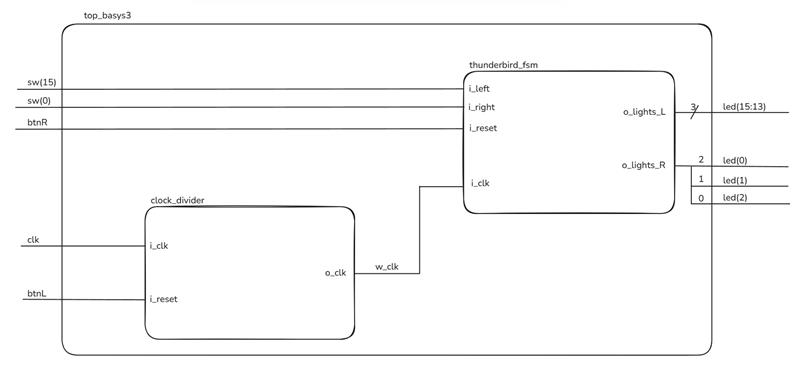 top_basys3
thunderbird_fsm
sw(15)
i_left
sw(0)
i_right
btnR
i_reset
o_lights_L
3
led(15:13)
o_lights_R
2
led(0)
1
led(1)
0
led(2)
i_clk
clock_divider
clk
i_clk
o_clk
w_clk
btnL
i_reset